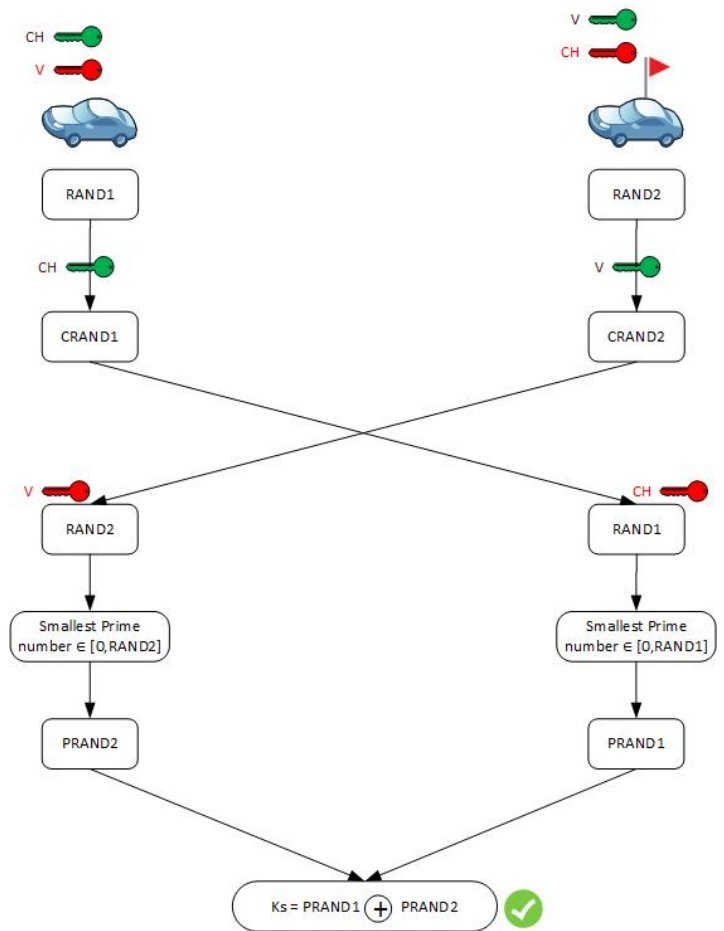 CH
V
V
CH
RAND1
RAND2
CH
V
CRAND1
CRAND2
V
CH
RAND2
RAND1
Smallest Prime
number ∈ [0,RAND2]
Smallest Prime
number ∈ [0,RAND1]
PRAND2
PRAND1
Ks = PRAND1 + PRAND2